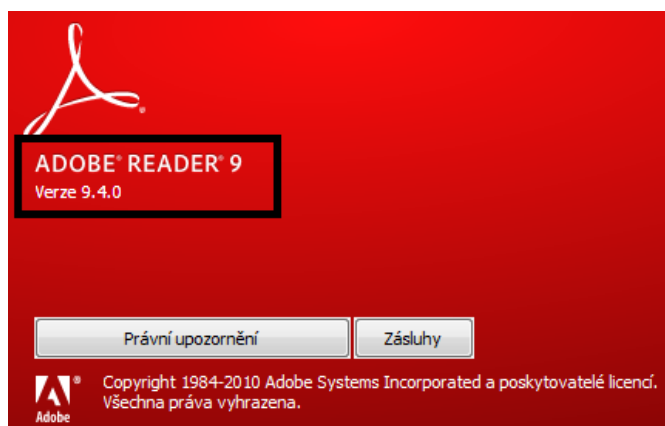 ADOBE® READER® 9
Verze 9.4.0
Právní upozornění
Zásluhy
Adobe
Copyright 1984-2010 Adobe Systems Incorporated a poskytovatelé licencí.
Všechna práva vyhrazena.